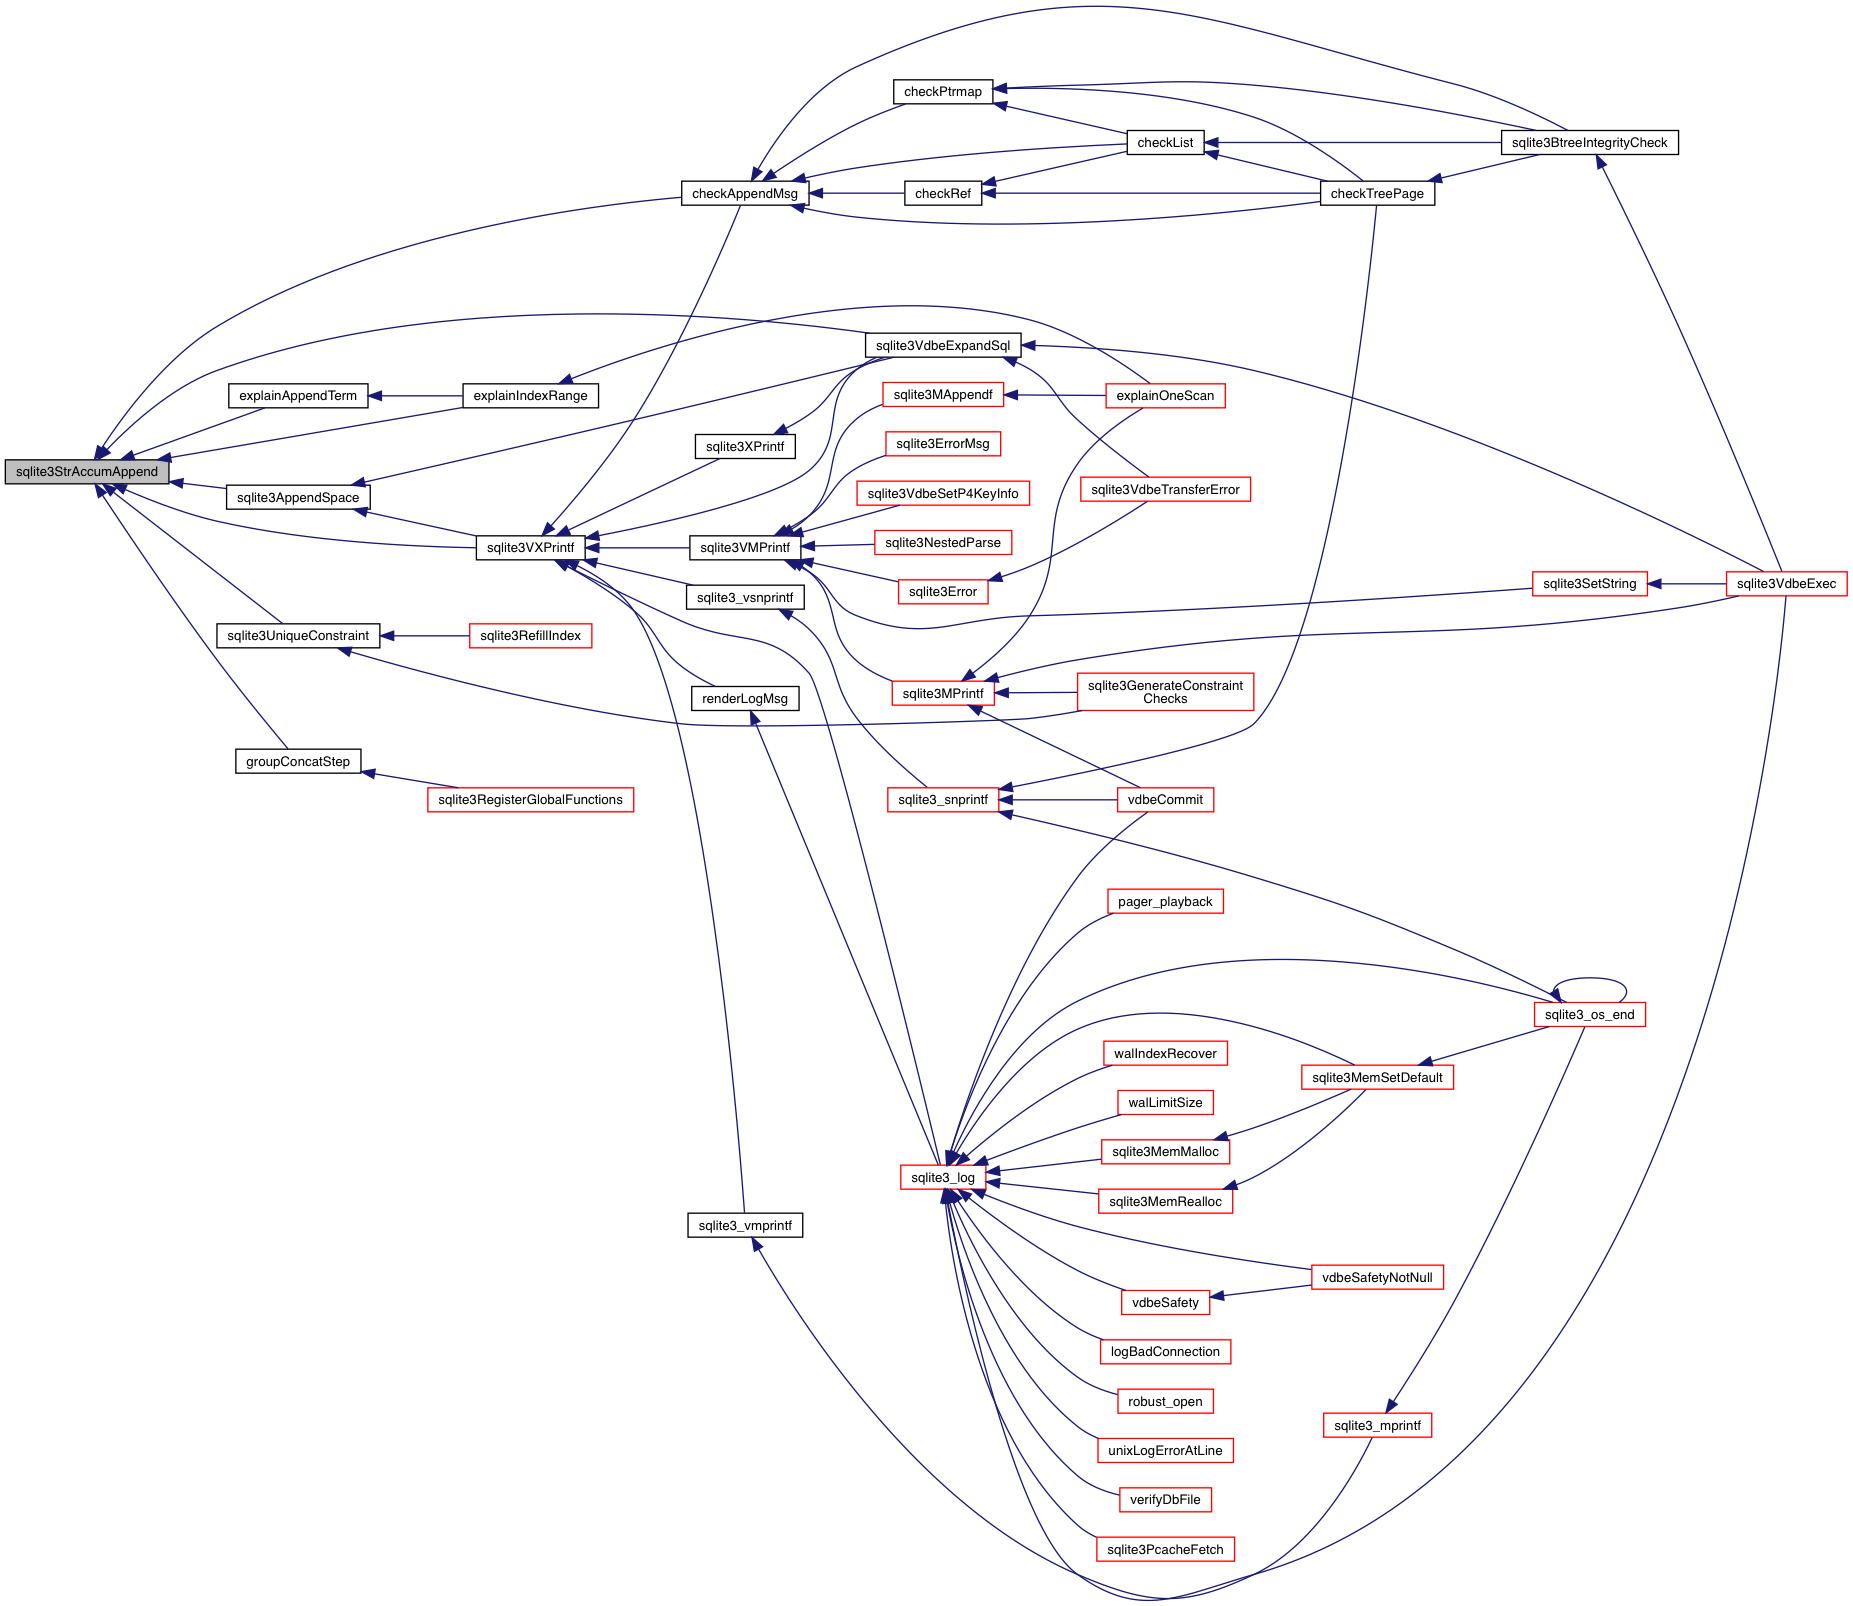 checkPtrmap
checkList
sqlite3BtreeIntegrityCheck
checkAppendMsg
checkRef
checkTreePage
sqlite3VdbeExpandSql
explainAppendTerm
explainIndexRange
sqlite3MAppendf
explainOneScan
sqlite3XPrintf
sqlite3ErrorMsg
sqlite3StrAccumAppend
sqlite3AppendSpace
sqlite3VdbeSetP4KeyInfo
sqlite3VdbeTransferError
sqlite3VXPrintf
sqlite3VMPrintf
sqlite3NestedParse
sqlite3Error
sqlite3SetString
sqlite3VdbeExec
sqlite3_vsnprintf
sqlite3UniqueConstraint
sqlite3RefillIndex
renderLogMsg
sqlite3MPrintf
sqlite3GenerateConstraint
Checks
groupConcatStep
sqlite3RegisterGlobalFunctions
sqlite3_snprintf
vdbeCommit
pager_playback
sqlite3_os_end
walIndexRecover
sqlite3MemSetDefault
walLimitSize
sqlite3MemMalloc
sqlite3_log
sqlite3MemRealloc
sqlite3_vmprintf
vdbeSafetyNotNull
vdbeSafety
logBadConnection
robust_open
sqlite3_mprintf
unixLogErrorAtLine
verifyDbFile
sqlite3PcacheFetch